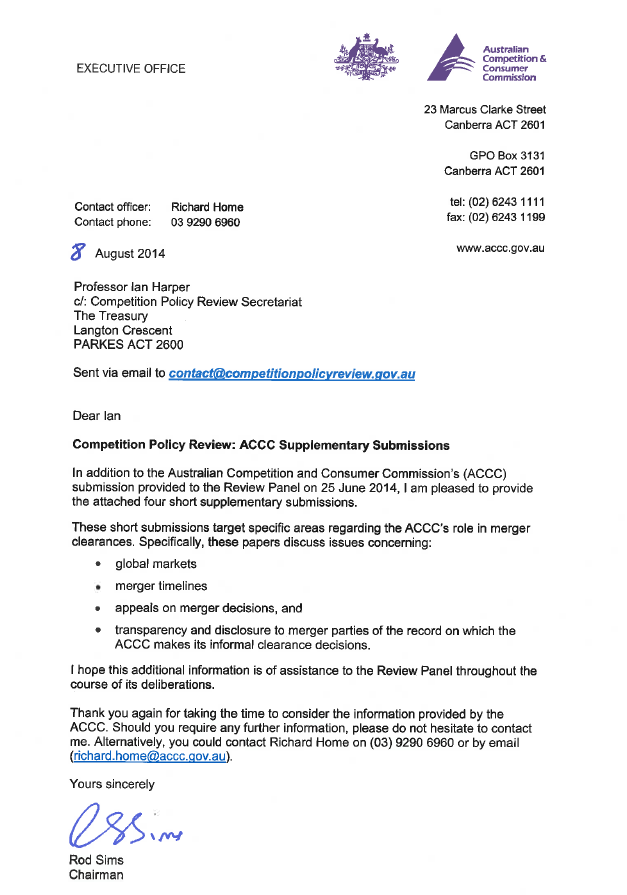 EXECUTIVE OFFICE
Australian
Competition &
Consumer
Commission
23 Marcus Clarke Street
Canberra ACT 2601
GPO Box 3131
Canberra ACT 2601
tel: (02) 6243 1111
fax: (02) 6243 1199
www.accc.gov.au
Contact officer: Richard Home
Contact phone: 03 9290 6960
8 August 2014
Professor Ian Harper
c/: Competition Policy Review Secretariat
The Treasury
Langton Crescent
PARKES ACT 2600
Sent via email to contact@competitionpolicyreview.gov.au
Dear Ian
Competition Policy Review: ACCC Supplementary Submissions
In addition to the Australian Competition and Consumer Commission's (ACCC)
submission provided to the Review Panel on 25 June 2014, I am pleased to provide
the attached four short supplementary submissions.
These short submissions target specific areas regarding the ACCC's role in merger
clearances. Specifically, these papers discuss issues concerning:
• global markets
• merger timelines
• appeals on merger decisions, and
• transparency and disclosure to merger parties of the record on which the
ACCC makes its informal clearance decisions.
I hope this additional information is of assistance to the Review Panel throughout the
course of its deliberations.
Thank you again for taking the time to consider the information provided by the
ACCC. Should you require any further information, please do not hesitate to contact
me. Alternatively, you could contact Richard Home on (03) 9290 6960 or by email
(richard.home@accc.gov.au).
Yours sincerely
Rod Sims
Chairman